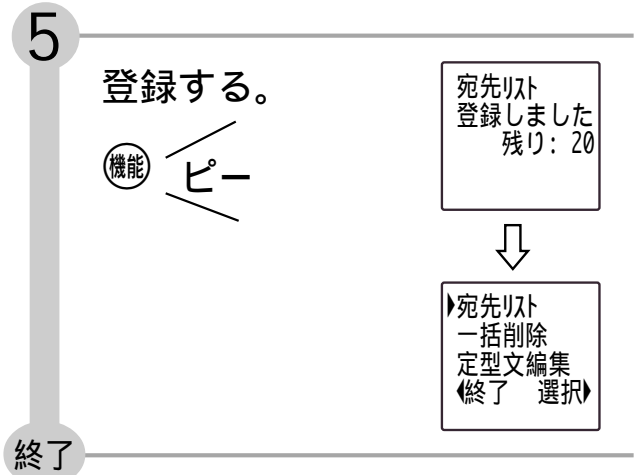 5
登録する。
機能
ピー
宛先ﾘｽﾄ
登録しました
残り: 20
宛先ﾘｽﾄ
一括削除
定型文編集
終了 選択
終了